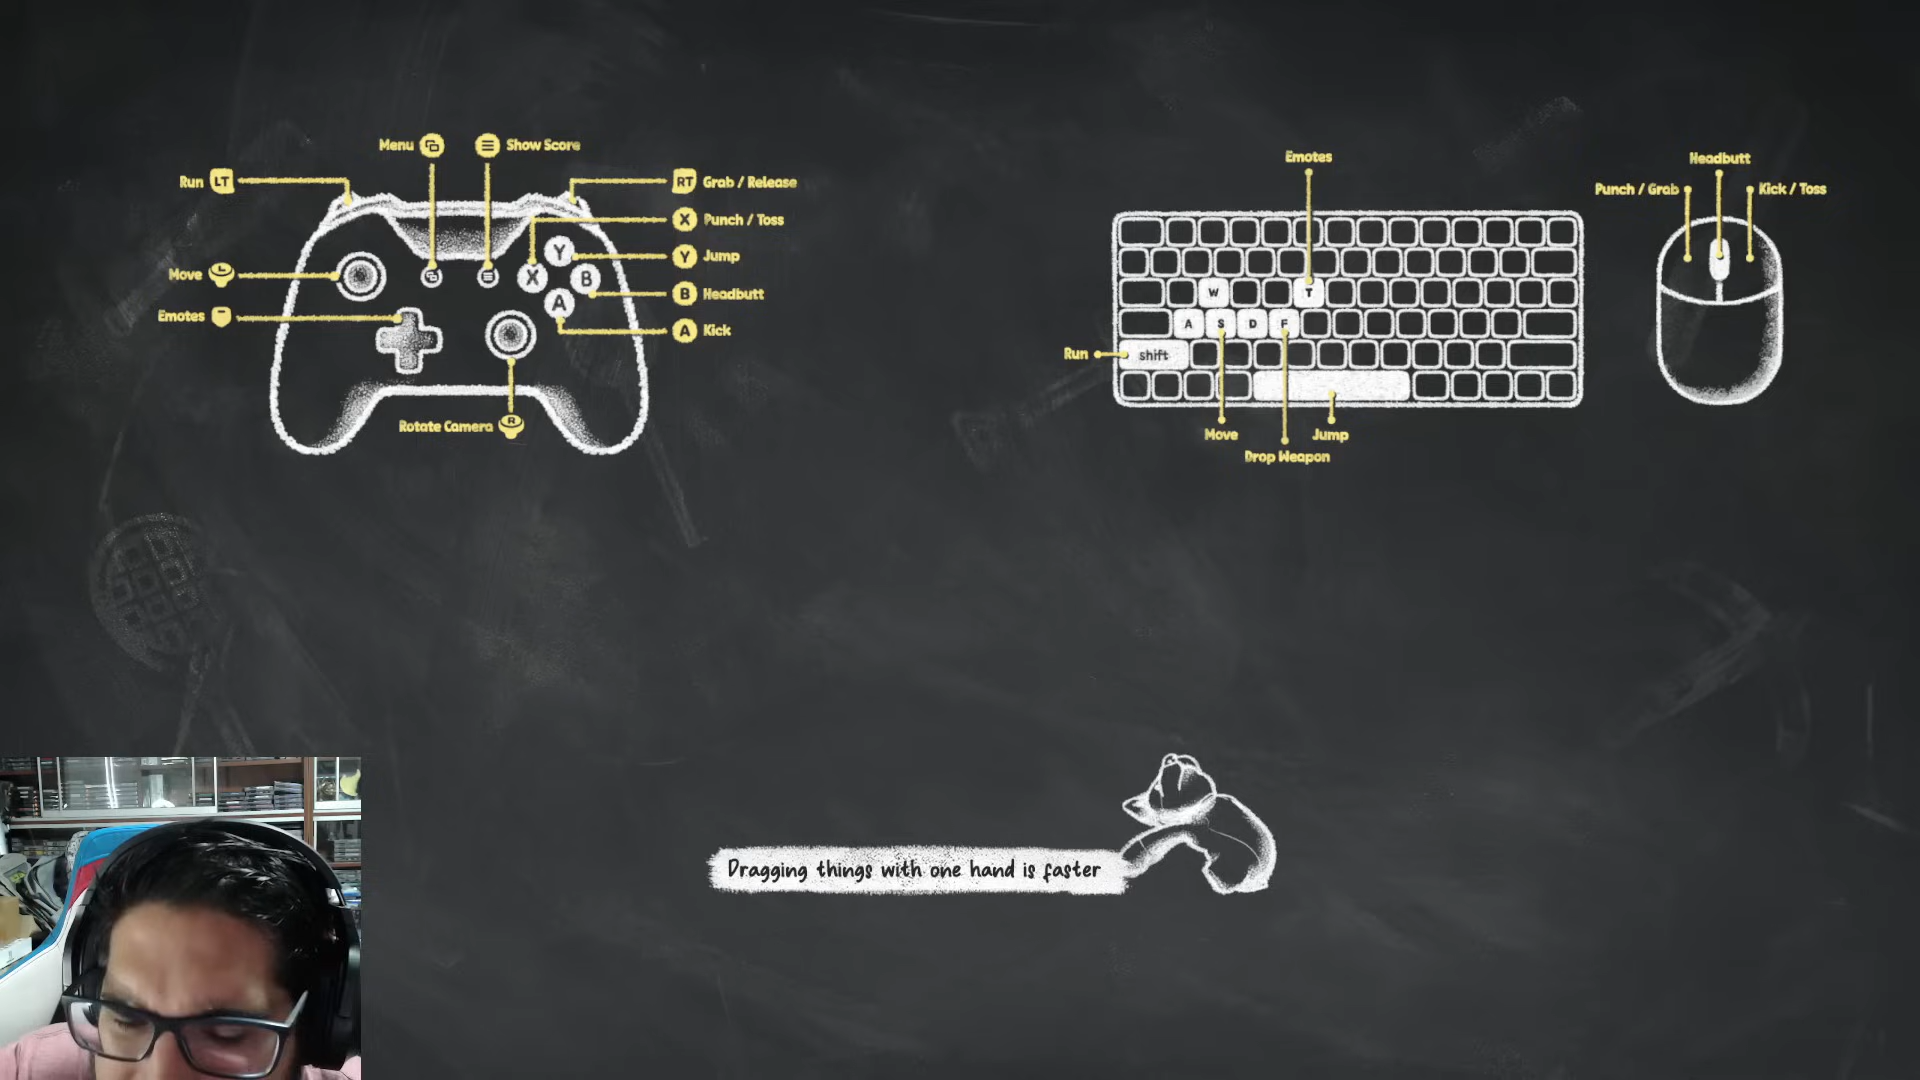 Menu
Show Score
Run LT
RT Grab / Release
X Punch / Toss
Y Jump
B Headbutt
A Kick
Move L
Emotes
Y
X
B
A
Rotate Camera R
Emotes
W
T
A
S
D
F
Run
shift
Move
Jump
Drop Weapon
Headbutt
Punch / Grab
Kick / Toss
Dragging things with one hand is faster